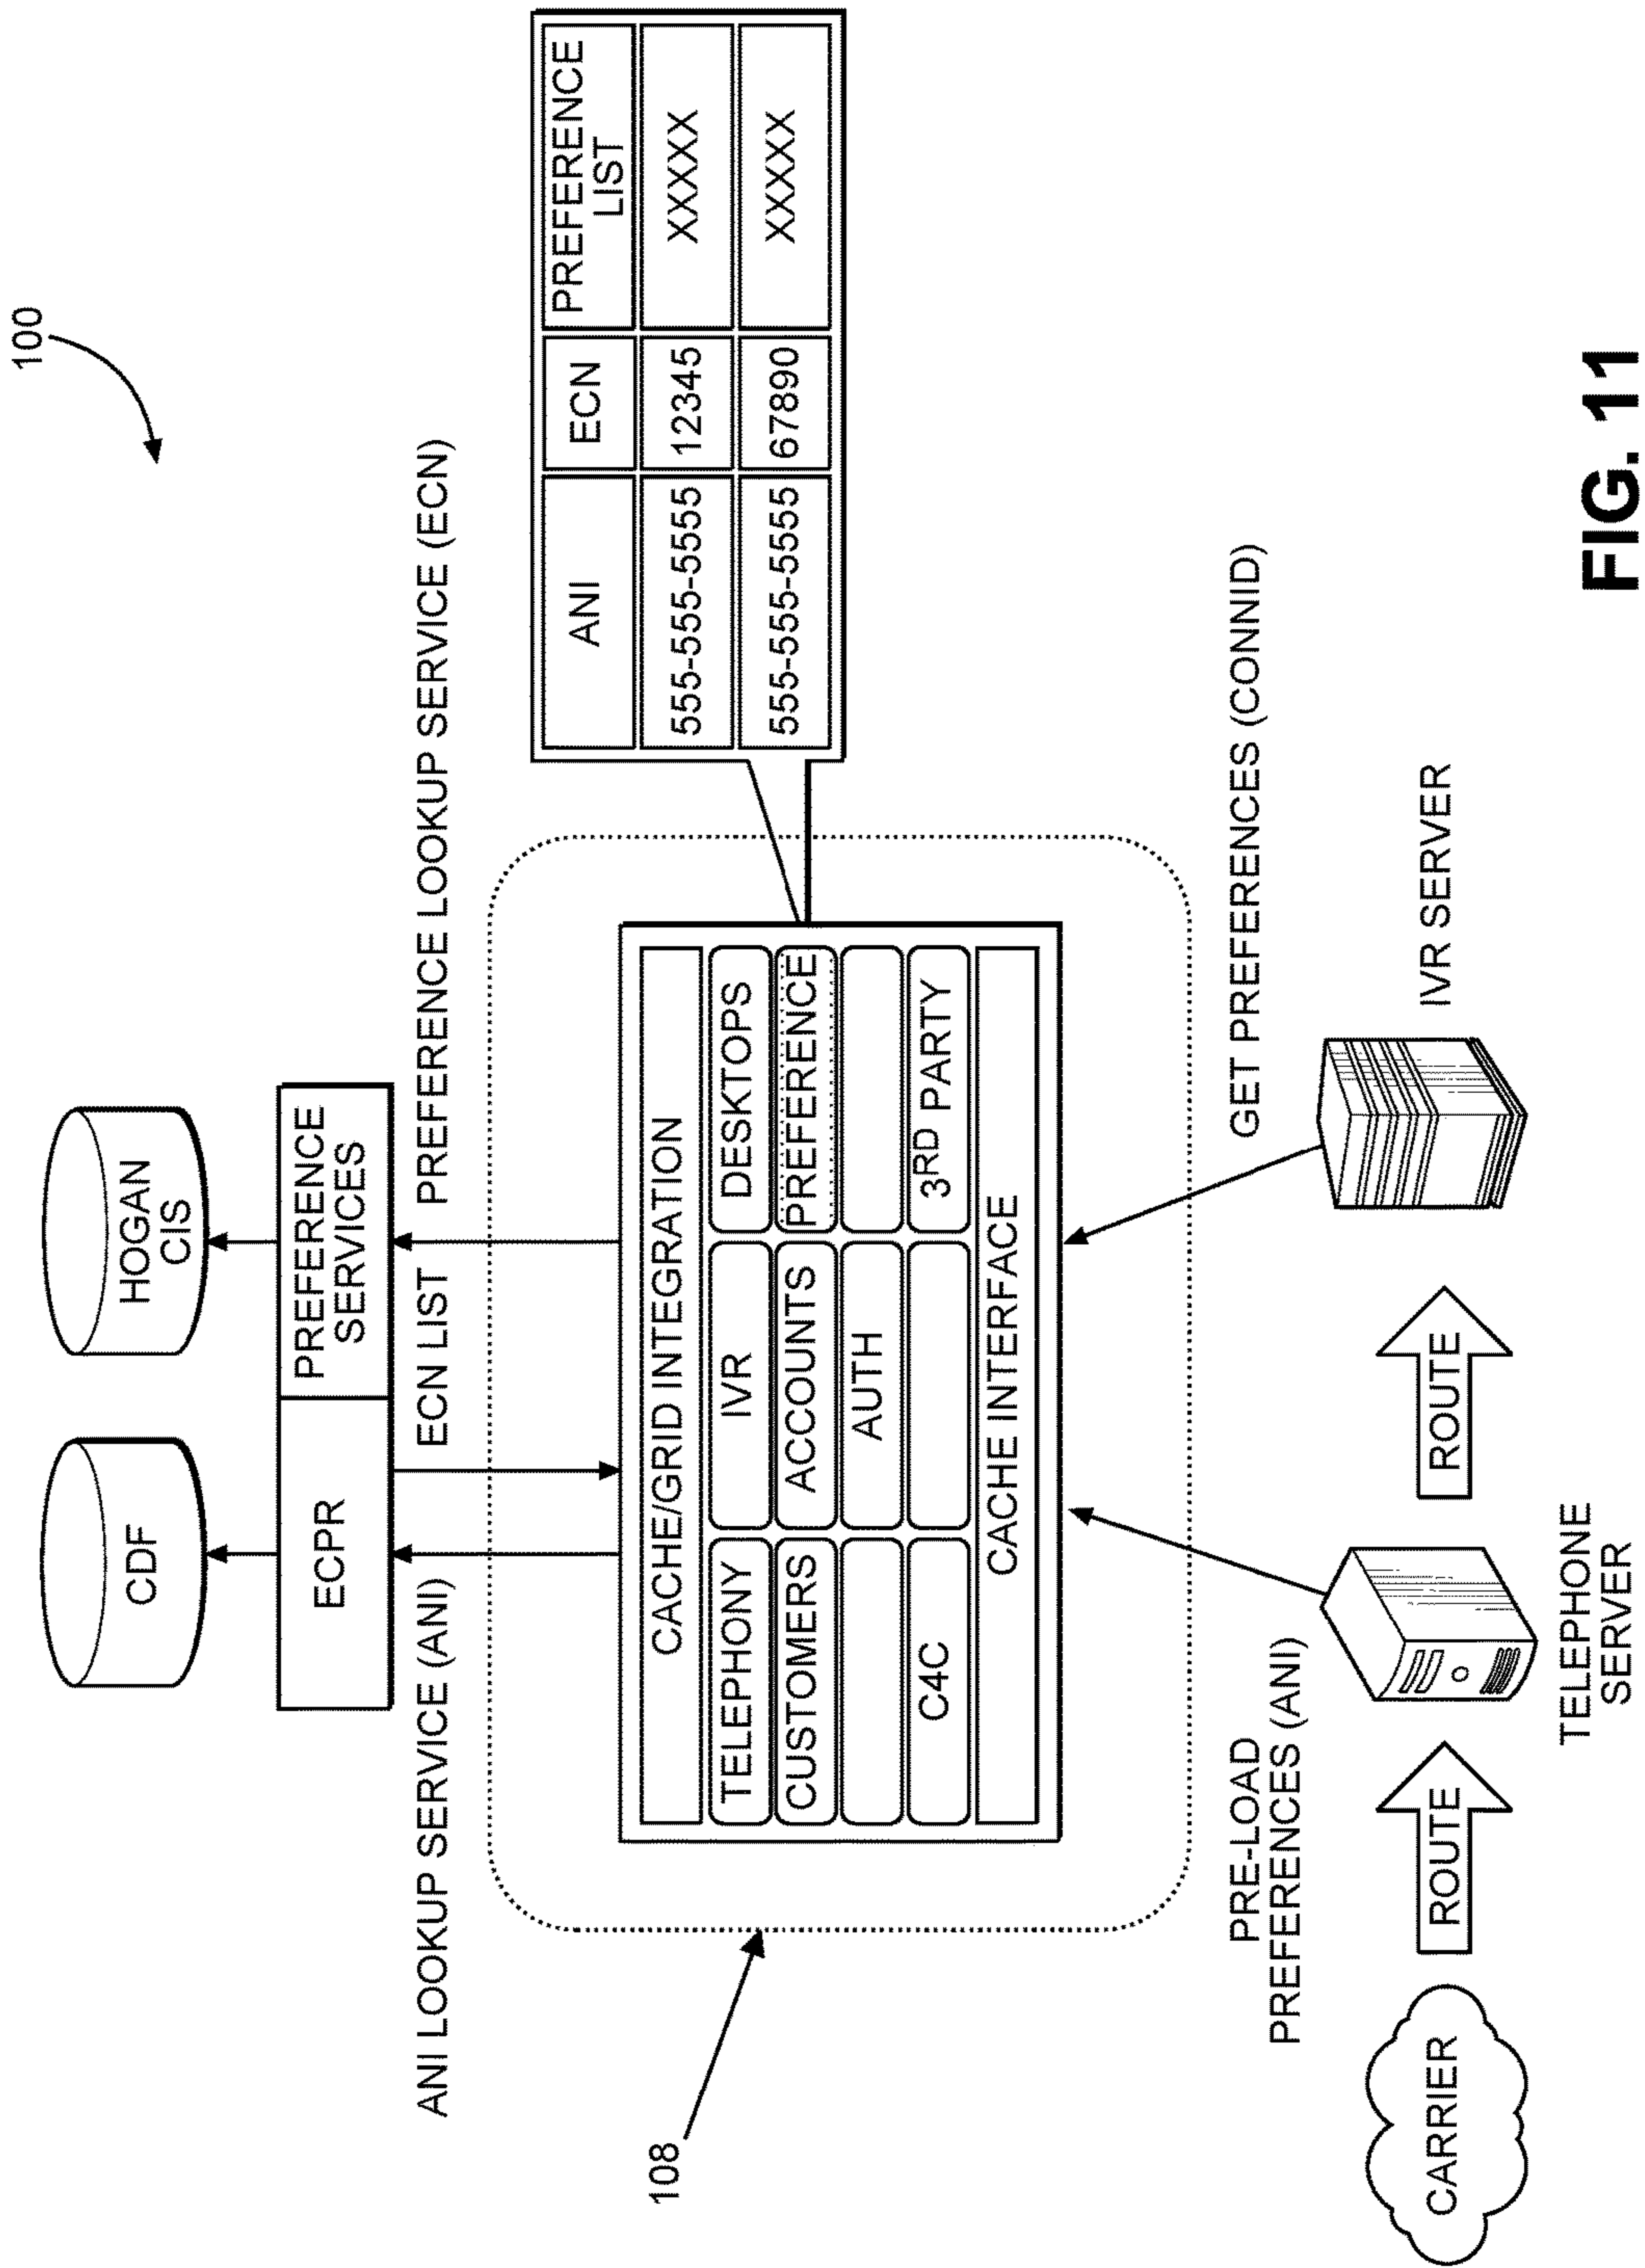 100
CDF
HOGAN
CIS
ECPR
PREFERENCE
SERVICES
ANI LOOKUP SERVICE (ANI)
ECN LIST
PREFERENCE LOOKUP SERVICE (ECN)
108
CACHE/GRID INTEGRATION
TELEPHONY
IVR
DESKTOPS
CUSTOMERS
ACCOUNTS
PREFERENCE
AUTH
C4C
3RD PARTY
CACHE INTERFACE
ANI
ECN
PREFERENCE
LIST
555-555-5555
12345
XXXXX
555-555-5555
67890
XXXXX
PRE-LOAD
PREFERENCES (ANI)
GET PREFERENCES (CONNID)
CARRIER
ROUTE
TELEPHONE
SERVER
ROUTE
IVR SERVER
FIG. 11